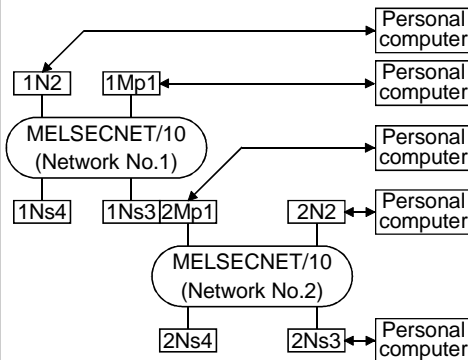 Personal
computer
1N2
1Mp1
Personal
computer
MELSECNET/10
(Network No.1)
Personal
computer
1Ns4
1Ns3
2Mp1
2N2
Personal
computer
MELSECNET/10
(Network No.2)
2Ns4
2Ns3
Personal
computer